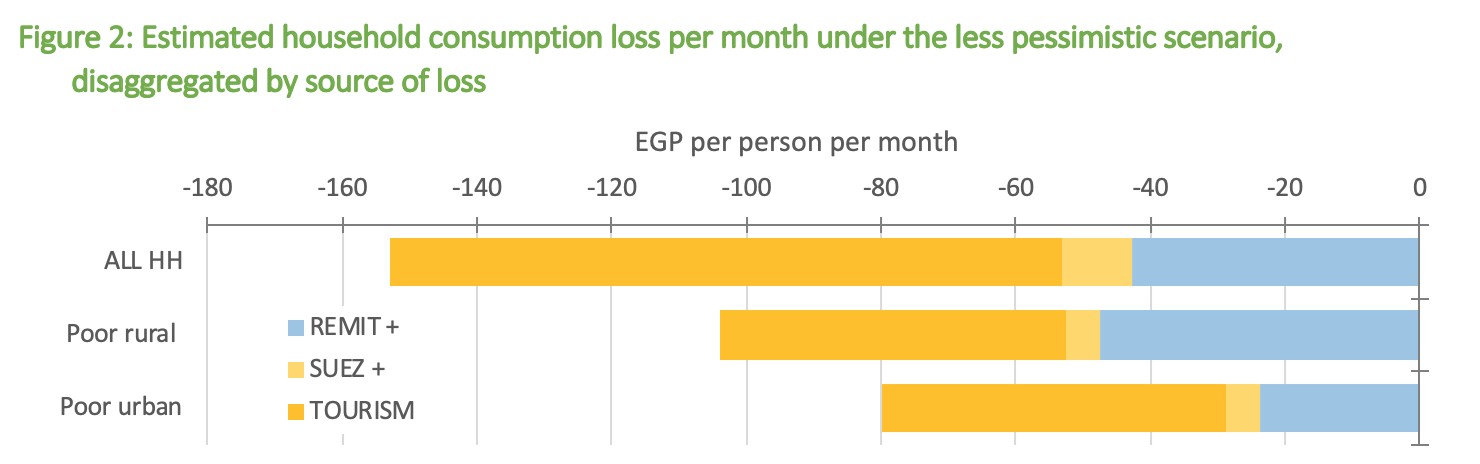 Figure 2: Estimated household consumption loss per month under the less pessimistic scenario,
disaggregated by source of loss
EGP per person per month
-180 -160 -140 -120 -100 -80 -60 -40 -20 0
ALL HH
Poor rural
Poor urban
REMIT +
SUEZ +
TOURISM